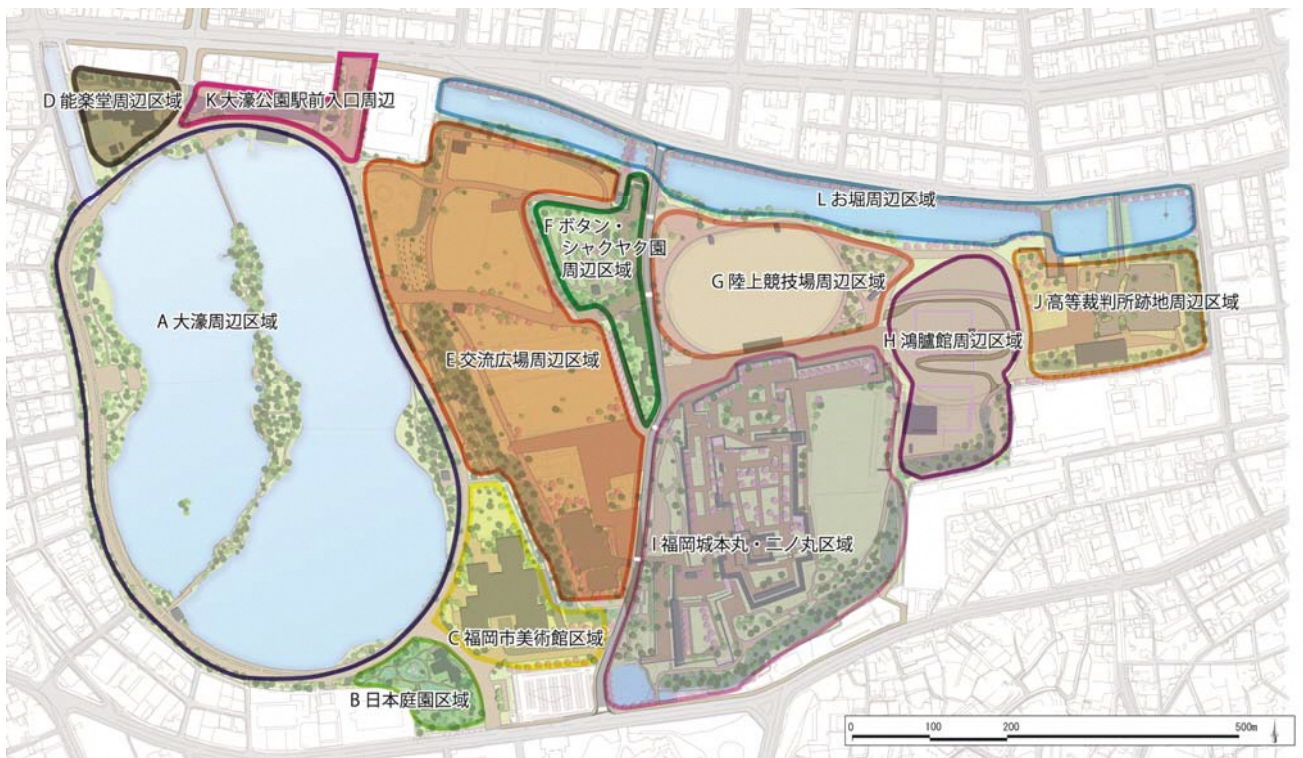 D 能楽堂周辺区域
K 大濠公園駅前入口周辺
L お堀周辺区域
F ボタン・
シャクヤク園
周辺区域
G 陸上競技場周辺区域
J 高等裁判所跡地周辺区域
A 大濠周辺区域
H 鴻臚館周辺区域
E 交流広場周辺区域
I 福岡城本丸・二ノ丸区域
C 福岡市美術館区域
B 日本庭園区域
0 100 200 500m